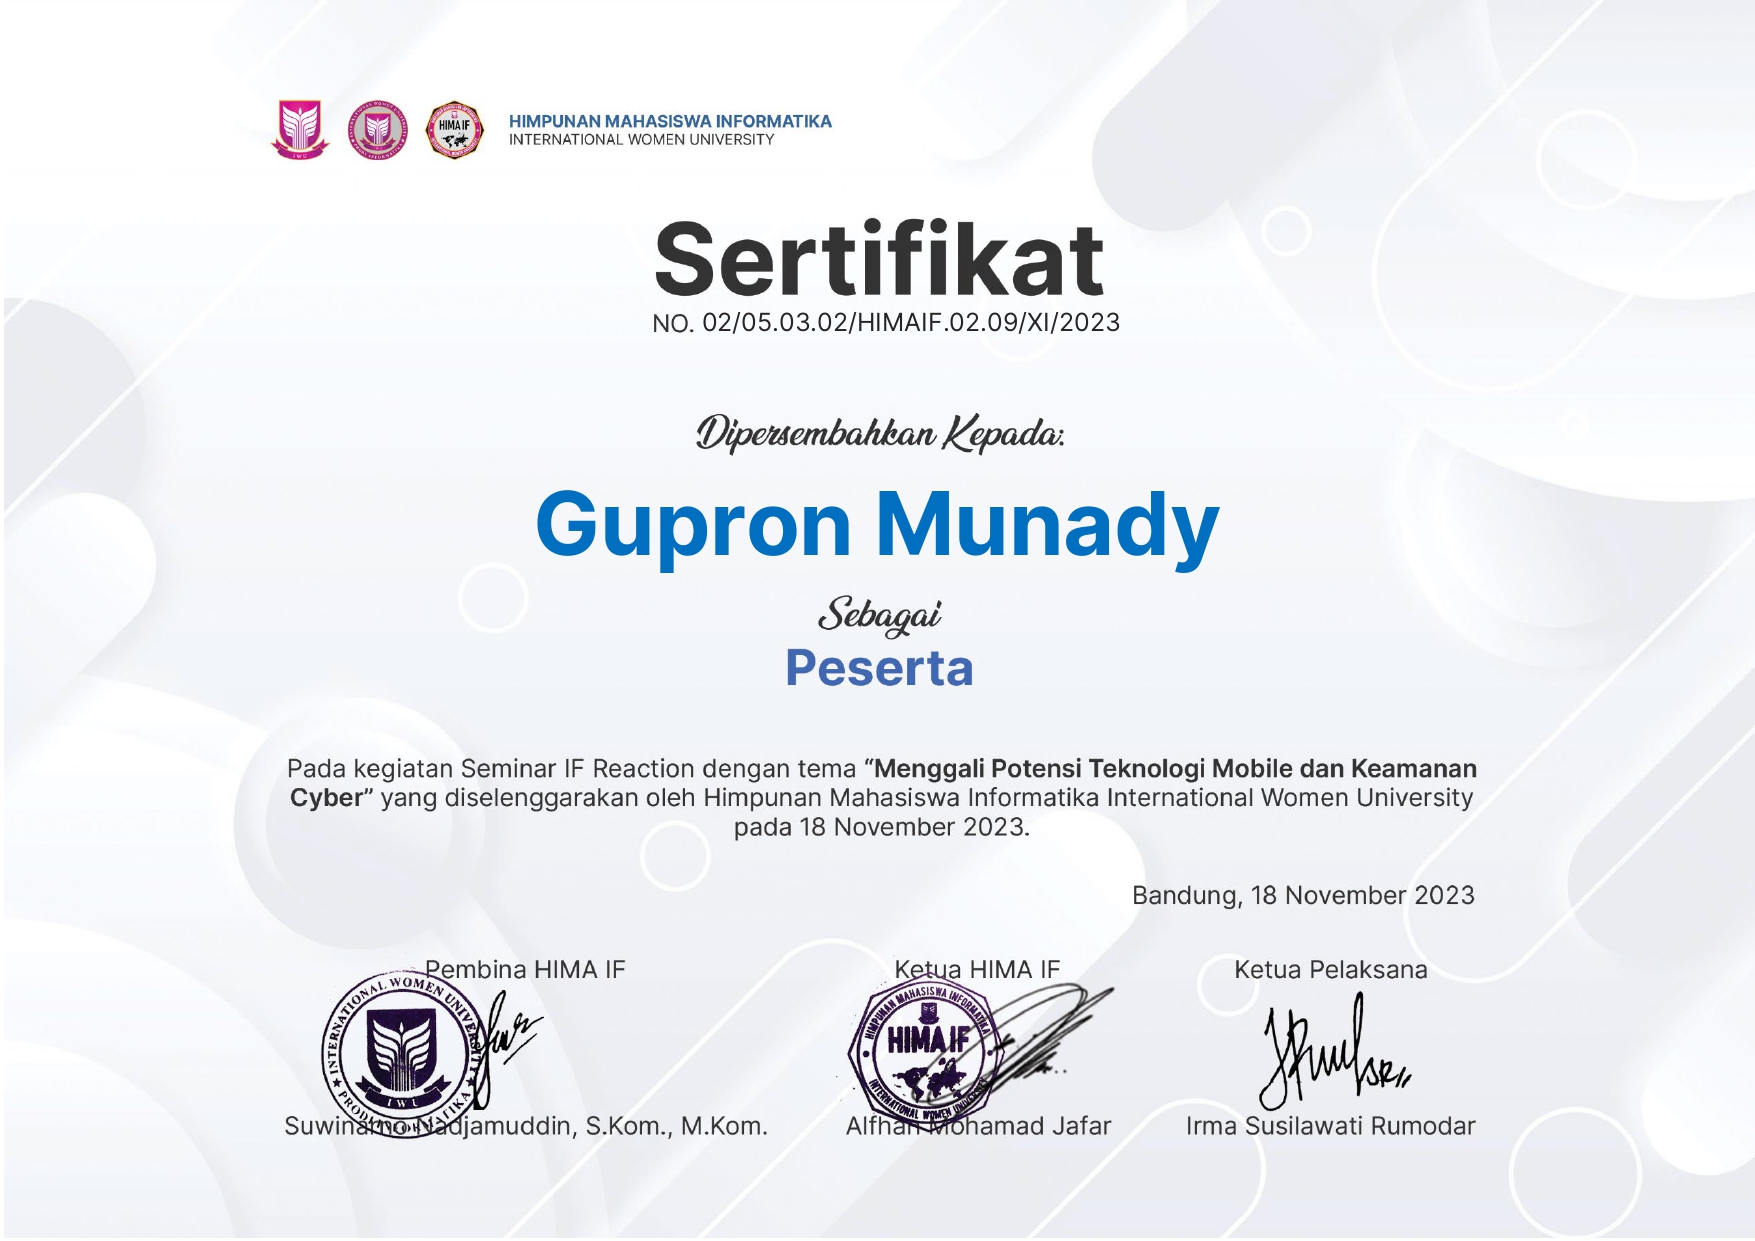 HIMA IF
HIMPUNAN MAHASISWA INFORMATIKA
INTERNATIONAL WOMEN UNIVERSITY
Sertifikat
NO. 02/05.03.02/HIMAIF.02.09/XI/2023
Dipersembahkan Kepada:
Gupron Munady
Sebagai
Peserta
Pada kegiatan Seminar IF Reaction dengan tema “Menggali Potensi Teknologi Mobile dan Keamanan
Cyber” yang diselenggarakan oleh Himpunan Mahasiswa Informatika International Women University
pada 18 November 2023.
Bandung, 18 November 2023
Pembina HIMA IF
Ketua HIMA IF
Ketua Pelaksana
INTERNATIONAL WOMEN UNIVERSITY
IWU
HIMPUNAN MAHASISWA INFORMATIKA
HIMA IF
INTERNATIONAL WOMEN UNIVERSITY
Nadjamuddin, S.Kom., M.Kom.
Alfhan Mohamad Jafar
Irma Susilawati Rumodar